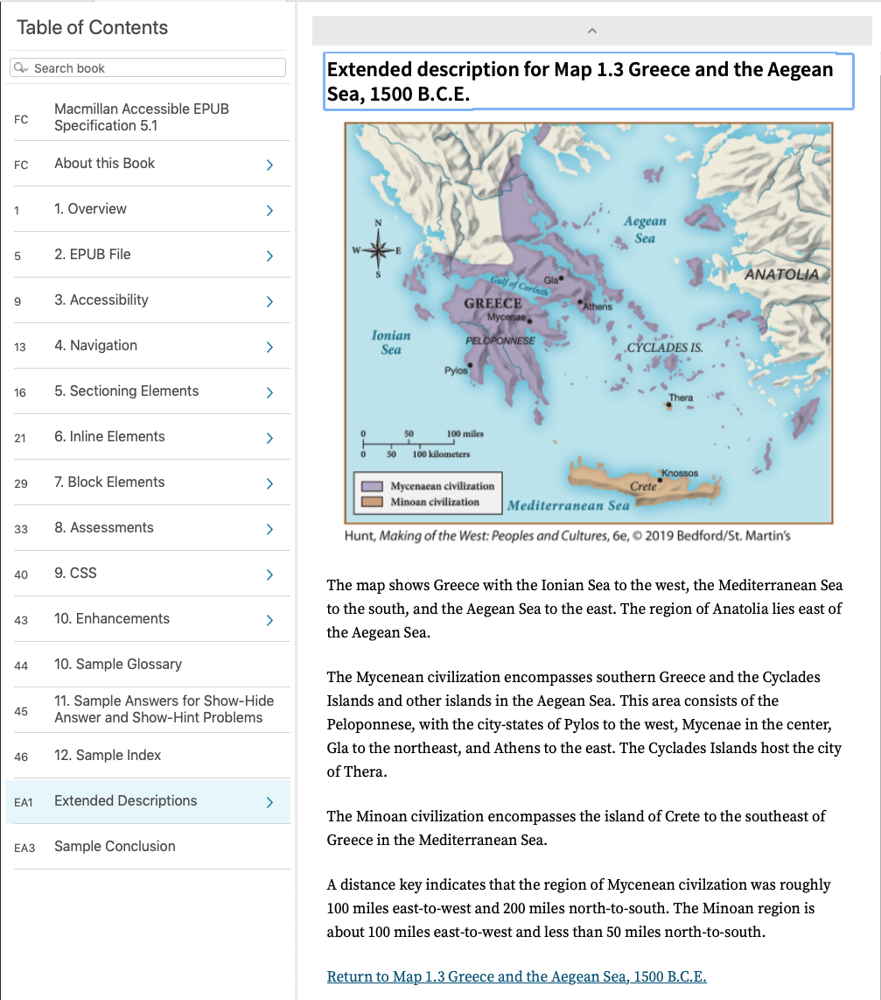 Table of Contents
Search book
FC
Macmillan Accessible EPUB
Specification 5.1
FC About this Book
1 1. Overview
5 2. EPUB File
9 3. Accessibility
13 4. Navigation
16 5. Sectioning Elements
21 6. Inline Elements
29 7. Block Elements
33 8. Assessments
40 9. CSS
43 10. Enhancements
44 10. Sample Glossary
45
11. Sample Answers for Show-Hide
Answer and Show-Hint Problems
46 12. Sample Index
EA1 Extended Descriptions
EA3 Sample Conclusion
Extended description for Map 1.3 Greece and the Aegean
Sea, 1500 B.C.E.
N
W E
S
Aegean
Sea
ANATOLIA
Gulf of Corinth
Gla
GREECE
Athens
Mycenae
Ionian
Sea
PELOPONNESE
CYCLADES IS.
Pylos
Thera
0 50 100 miles
0 50 100 kilometers
Knossos
Crete
Mycenaean civilization
Minoan civilization
Mediterranean Sea
Hunt, Making of the West: Peoples and Cultures, 6e, © 2019 Bedford/St. Martin's
The map shows Greece with the Ionian Sea to the west, the Mediterranean Sea
to the south, and the Aegean Sea to the east. The region of Anatolia lies east of
the Aegean Sea.
The Mycenean civilization encompasses southern Greece and the Cyclades
Islands and other islands in the Aegean Sea. This area consists of the
Peloponnese, with the city-states of Pylos to the west, Mycenae in the center,
Gla to the northeast, and Athens to the east. The Cyclades Islands host the city
of Thera.
The Minoan civilization encompasses the island of Crete to the southeast of
Greece in the Mediterranean Sea.
A distance key indicates that the region of Mycenean civilzation was roughly
100 miles east-to-west and 200 miles north-to-south. The Minoan region is
about 100 miles east-to-west and less than 50 miles north-to-south.
Return to Map 1.3 Greece and the Aegean Sea, 1500 B.C.E.